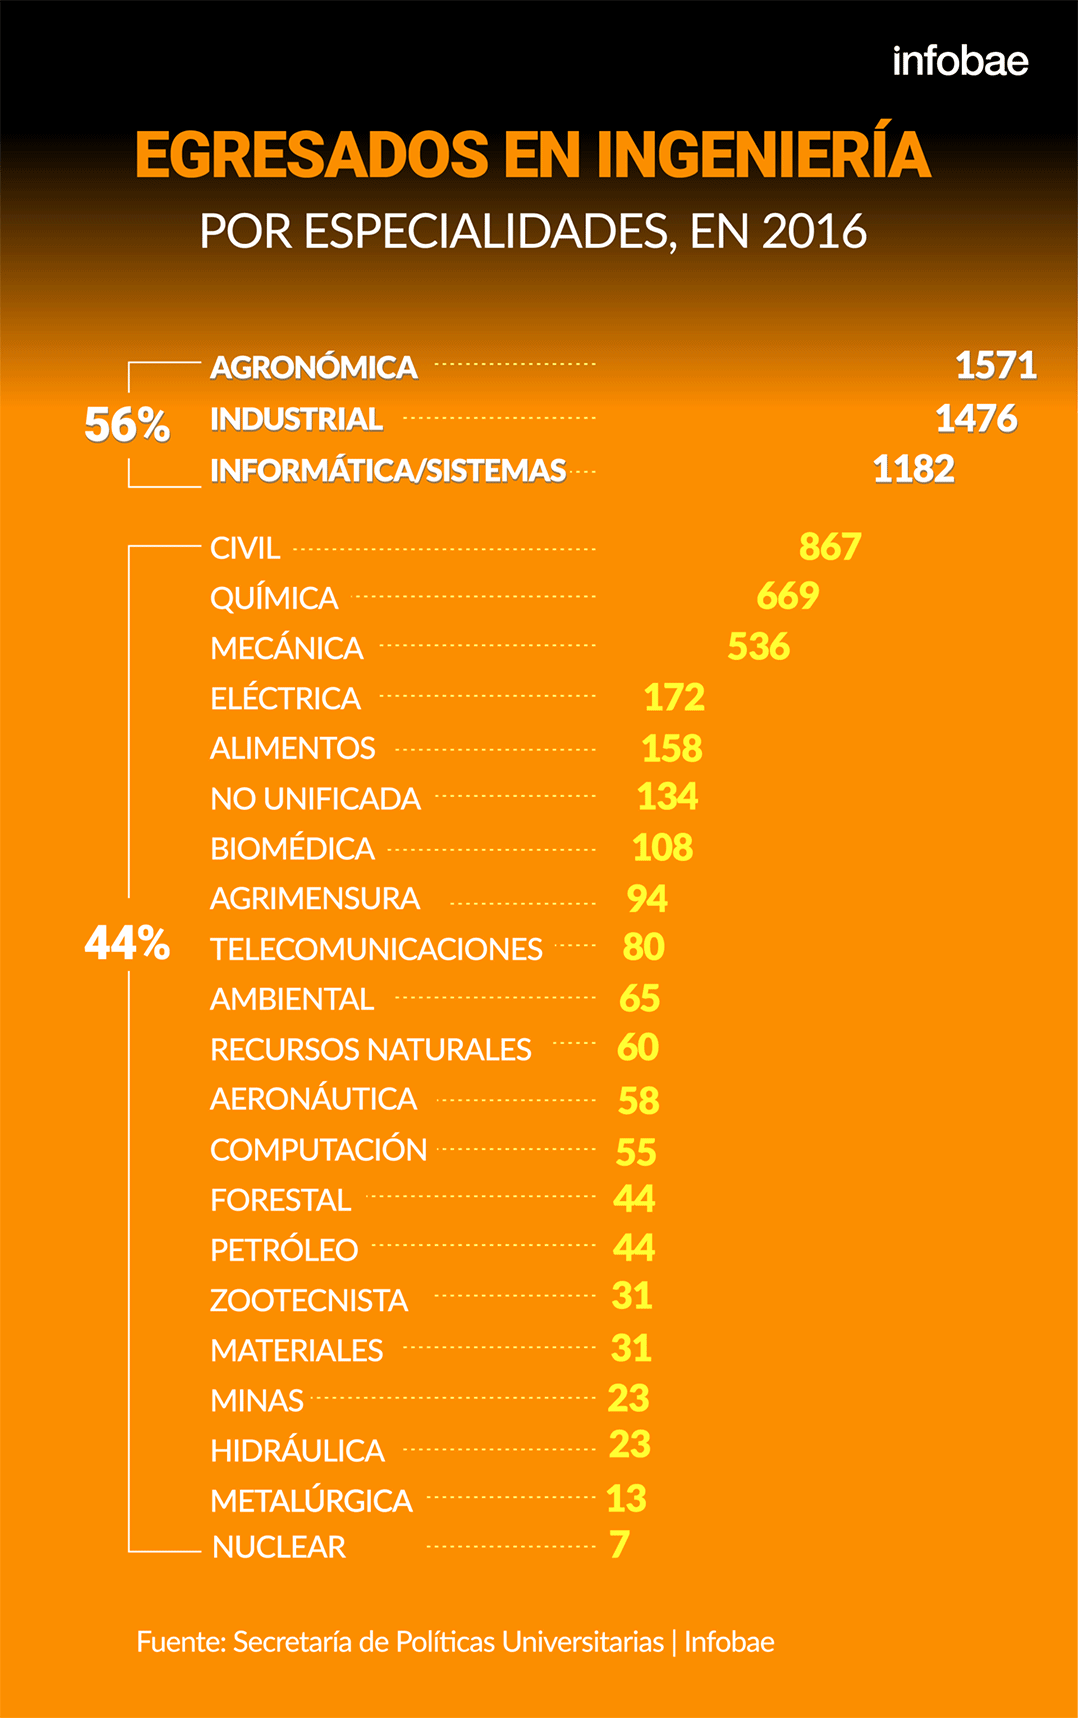 infobae
EGRESADOS EN INGENIERÍA
POR ESPECIALIDADES, EN 2016
56%
AGRONÓMICA 1571
INDUSTRIAL 1476
INFORMÁTICA/SISTEMAS 1182
44%
CIVIL 867
QUÍMICA 669
MECÁNICA 536
ELÉCTRICA 172
ALIMENTOS 158
NO UNIFICADA 134
BIOMÉDICA 108
AGRIMENSURA 94
TELECOMUNICACIONES 80
AMBIENTAL 65
RECURSOS NATURALES 60
AERONÁUTICA 58
COMPUTACIÓN 55
FORESTAL 44
PETRÓLEO 44
ZOOTECNISTA 31
MATERIALES 31
MINAS 23
HIDRÁULICA 23
METALÚRGICA 13
NUCLEAR 7
Fuente: Secretaría de Políticas Universitarias | Infobae